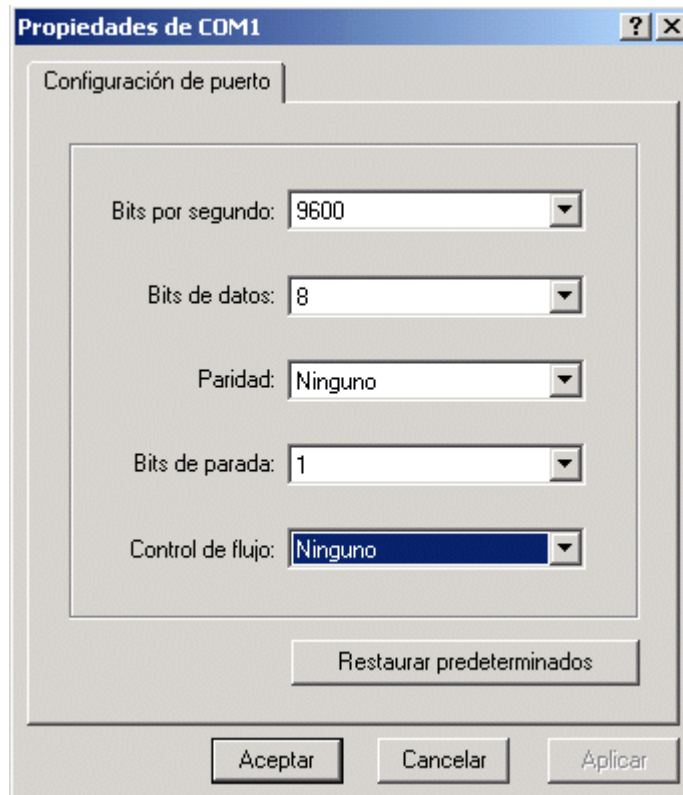 Propiedades de COM1
Configuración de puerto
Bits por segundo: 9600
Bits de datos: 8
Paridad: Ninguno
Bits de parada: 1
Control de flujo: Ninguno
Restaurar predeterminados
Aceptar Cancelar Aplicar